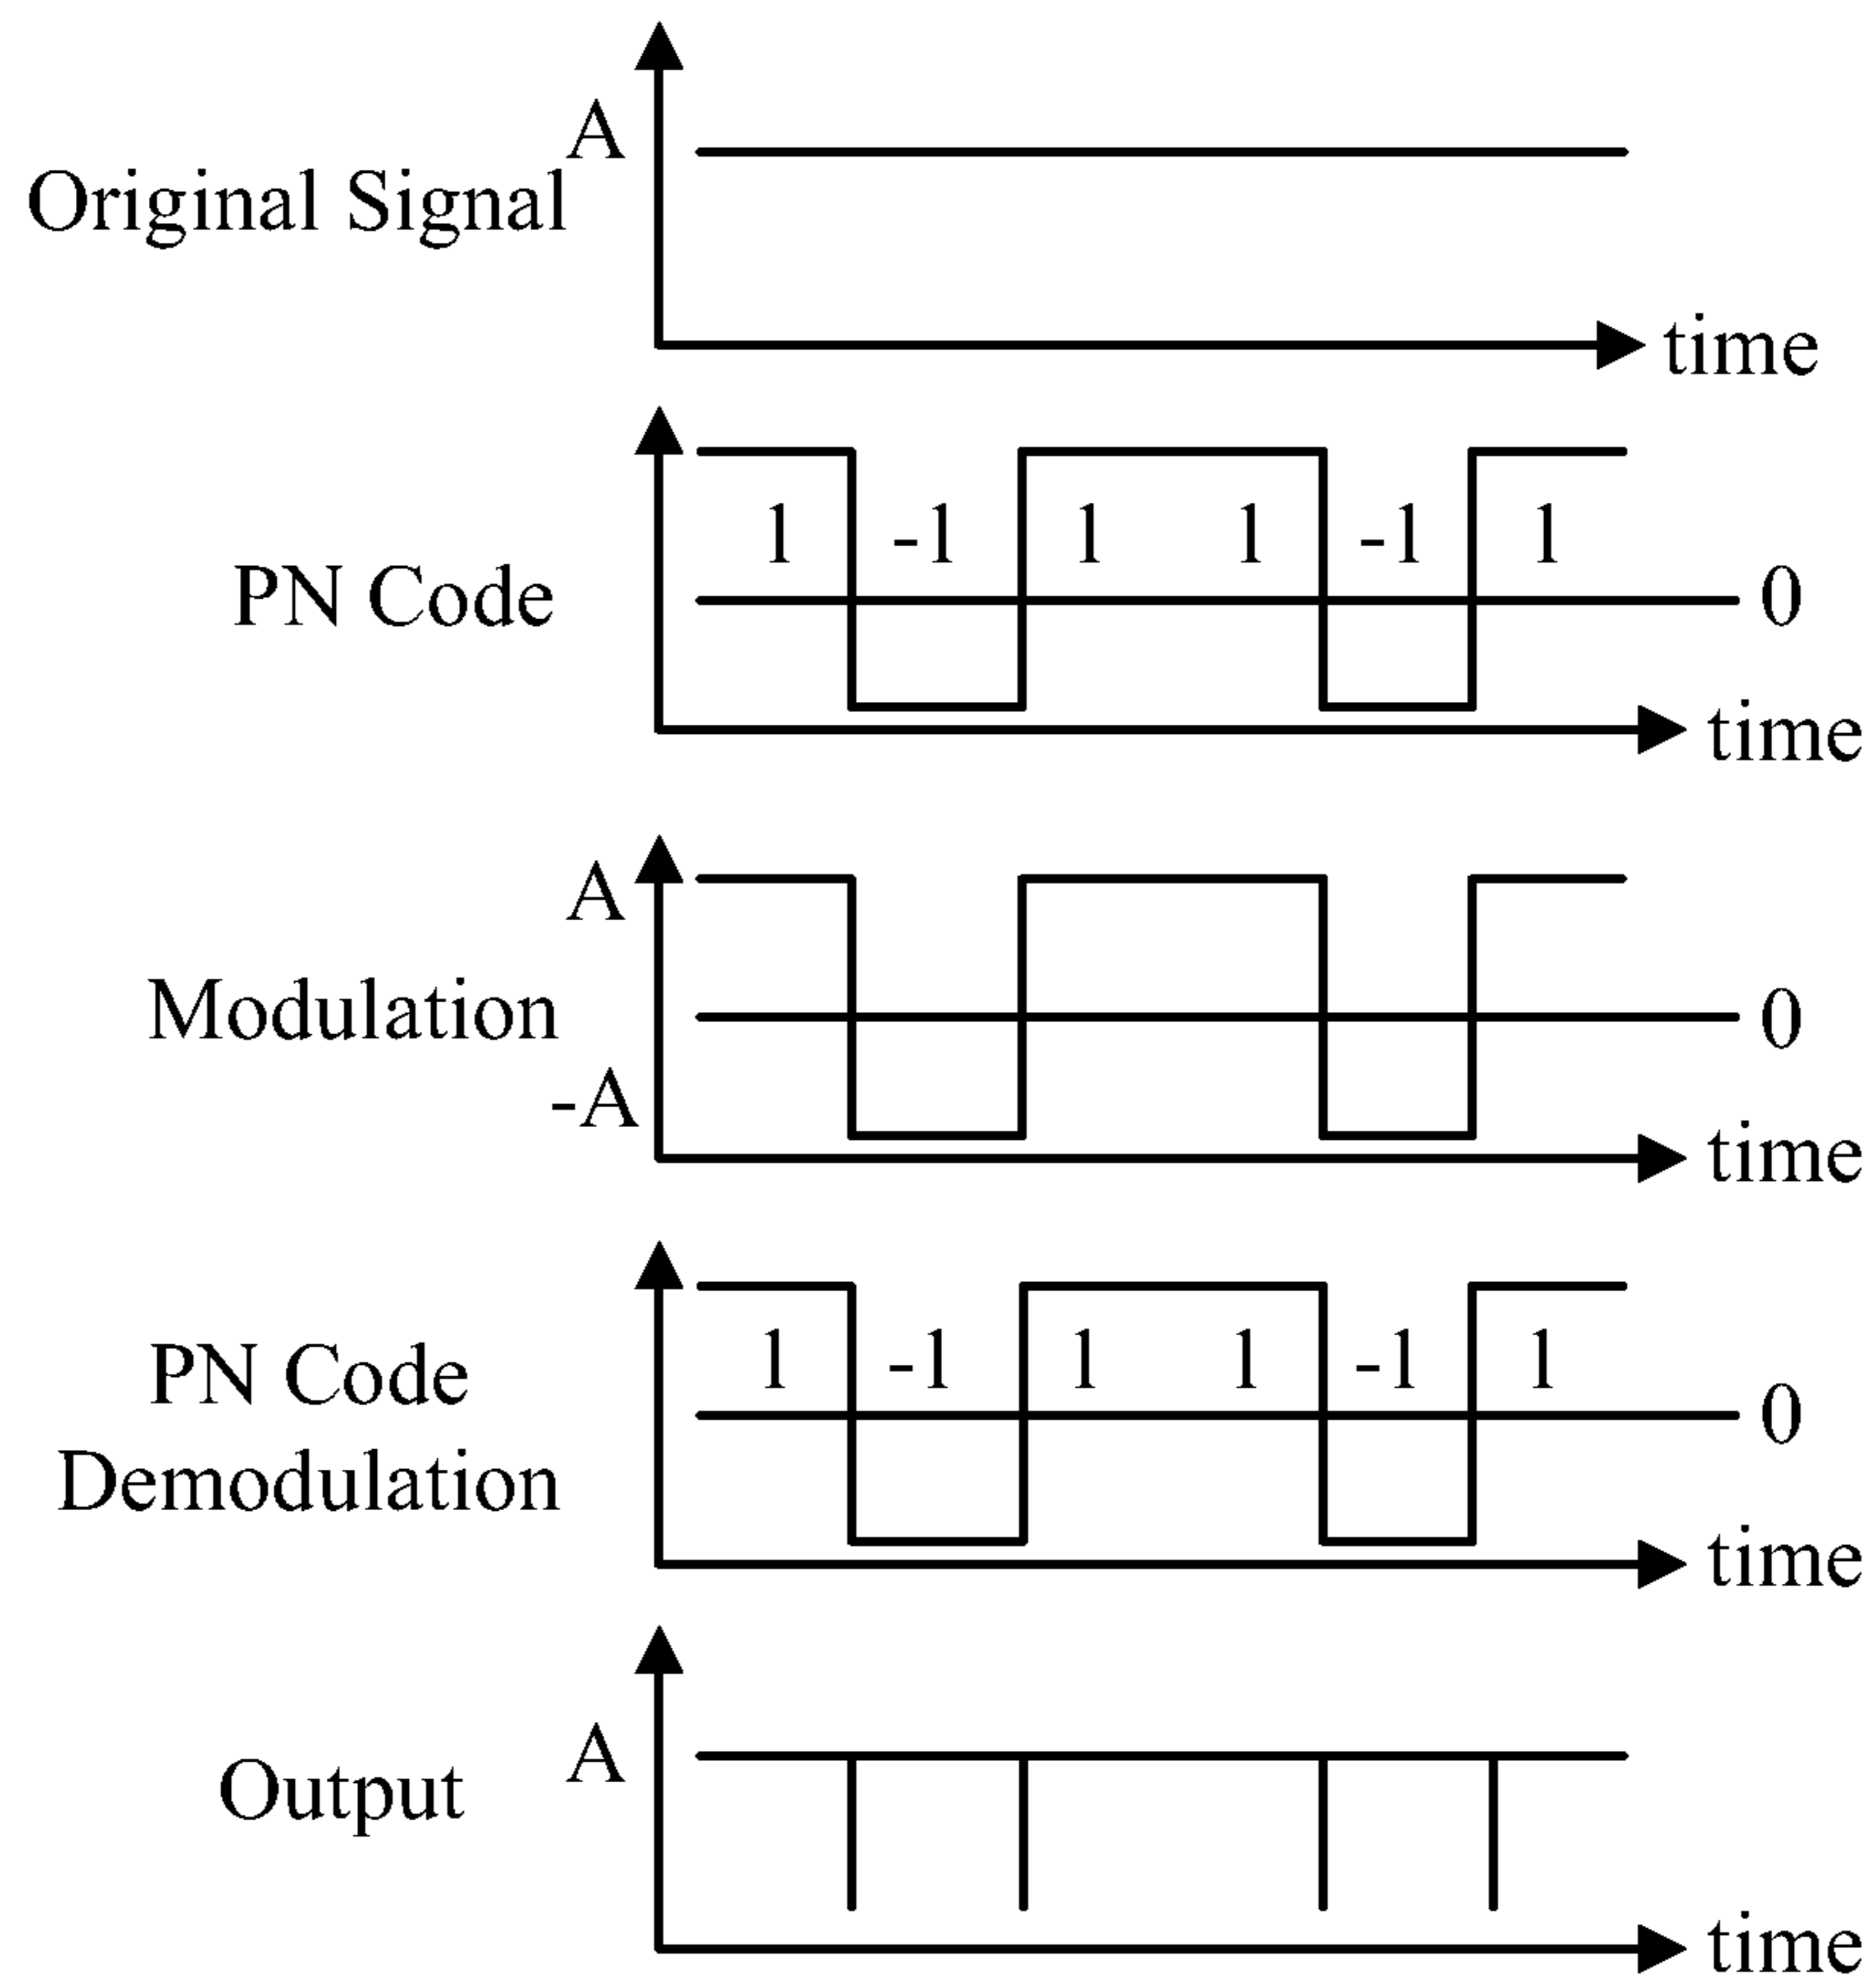 A
Original Signal
time
1 -1 1 1 -1 1
PN Code
0
time
A
Modulation
0
-A
time
1 -1 1 1 -1 1
PN Code
0
Demodulation
time
A
Output
time